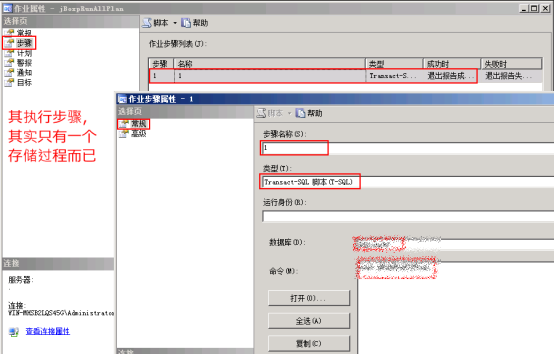 作业属性 - jRoxpRunAllPlan
选择页
常规
步骤
计划
警报
通知
目标
脚本
帮助
作业步骤列表(J):
步骤 名称 类型 成功时 失败时
1 1 Transact-S... 退出报告成... 退出报告失...
其执行步骤，
其实只有一个
存储过程而已
作业步骤属性 - 1
选择页
常规
高级
脚本
帮助
步骤名称(S):
1
类型(T):
Transact-SQL 脚本(T-SQL)
运行身份(R):
数据库(D):
命令(M):
打开(O)...
全选(A)
复制(C)
连接
服务器:
.
连接:
WIN-MHSB2LQS45G\Administrator
查看连接属性
连接